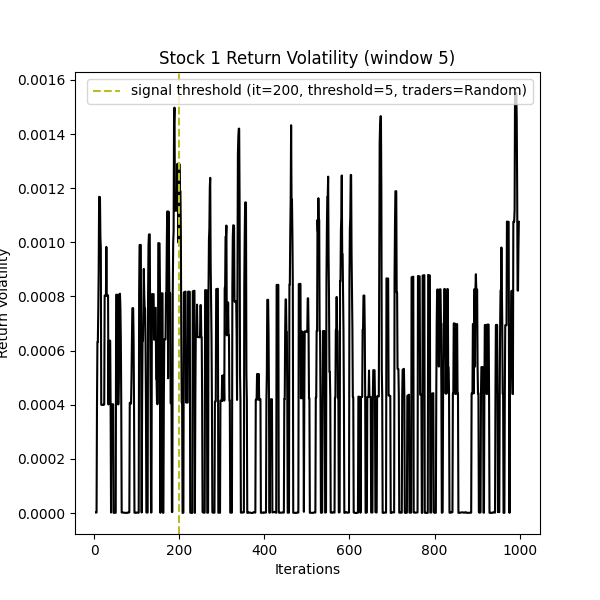 Stock 1 Return Volatility (window 5)
signal threshold (it=200, threshold=5, traders=Random)
Return Volatility
0.0016
0.0014
0.0012
0.0010
0.0008
0.0006
0.0004
0.0002
0.0000
0 200 400 600 800 1000
Iterations